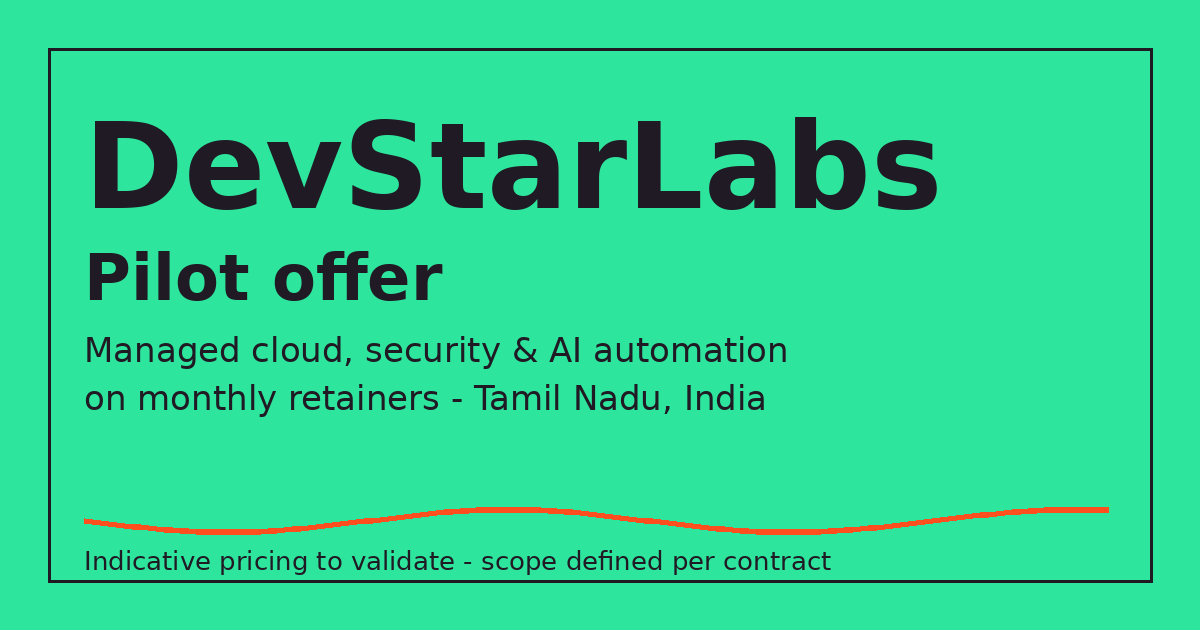 DevStarLabs
Pilot offer
Managed cloud, security & AI automation
on monthly retainers - Tamil Nadu, India
Indicative pricing to validate - scope defined per contract